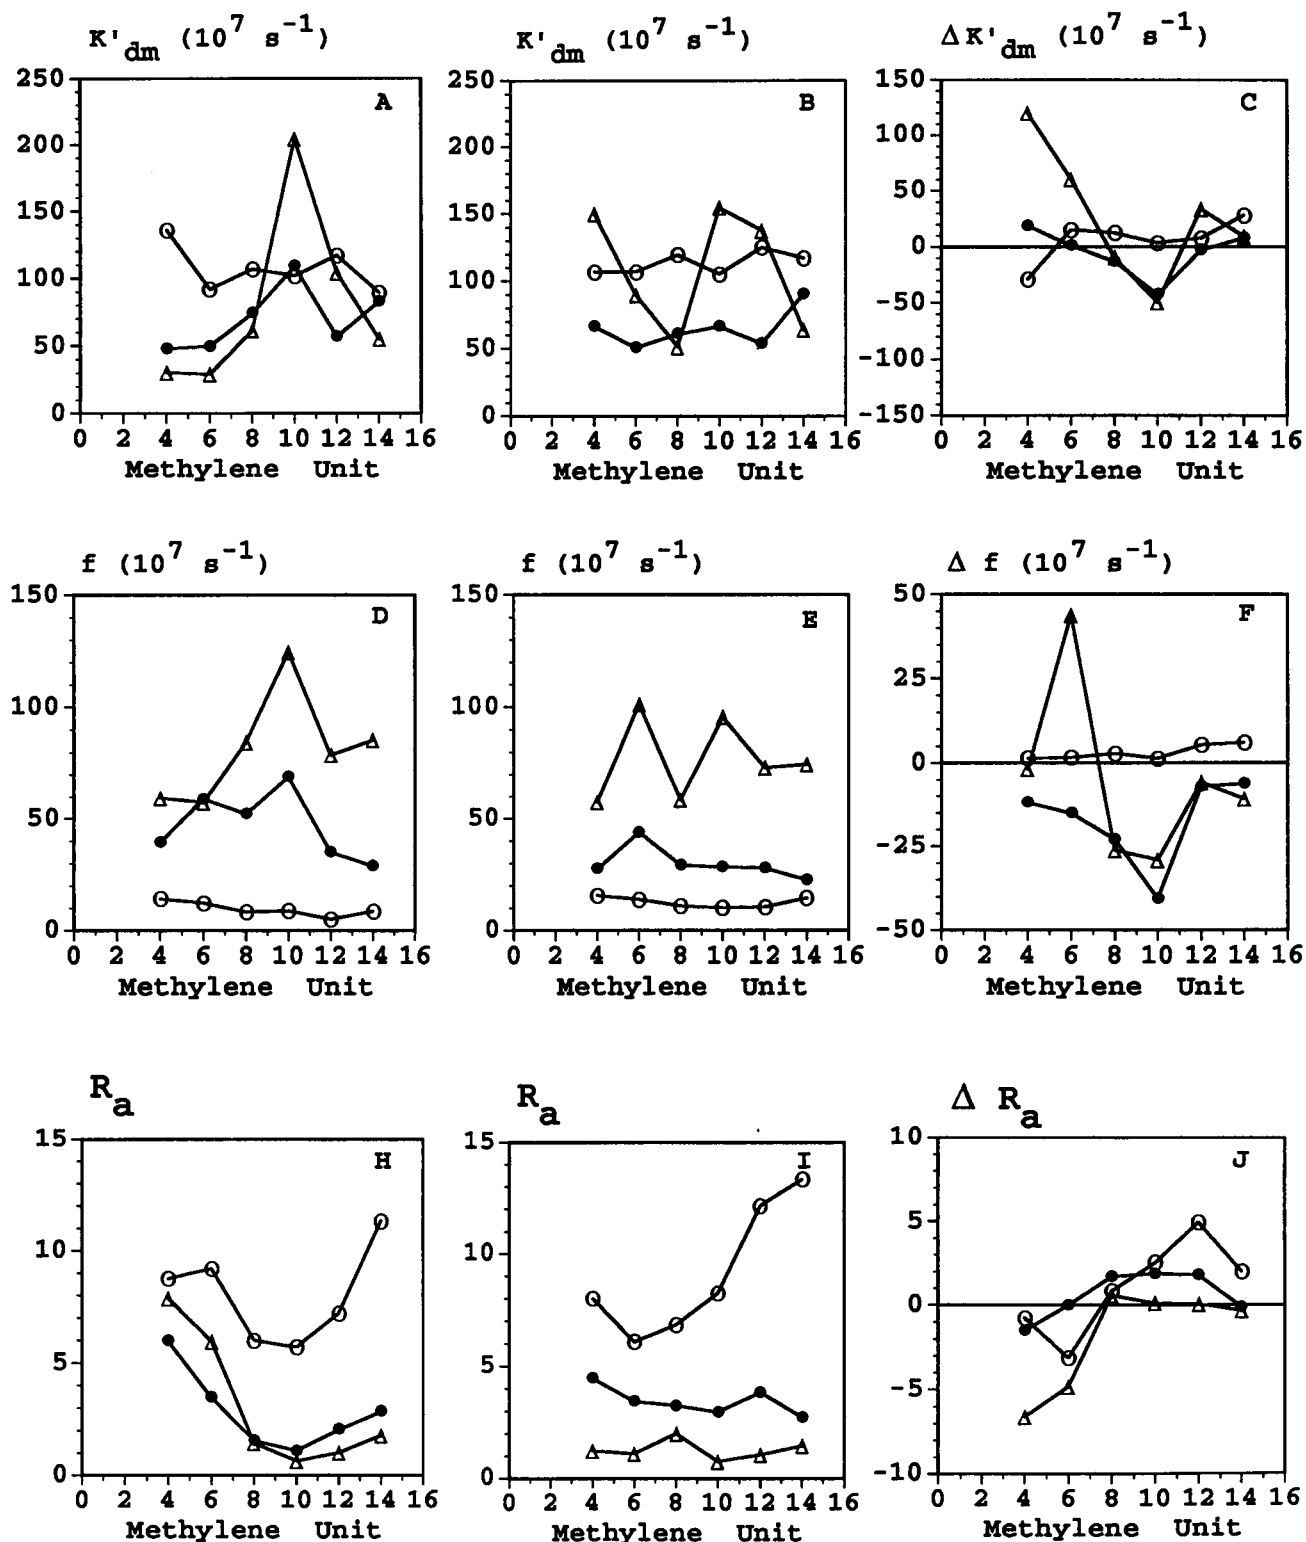 K'dm (10^7 s^-1)
A
250
200
150
100
50
0
0 2 4 6 8 10 12 14 16
Methylene Unit
K'dm (10^7 s^-1)
B
250
200
150
100
50
0
0 2 4 6 8 10 12 14 16
Methylene Unit
Δ K'dm (10^7 s^-1)
C
150
100
50
0
-50
-100
-150
0 2 4 6 8 10 12 14 16
Methylene Unit
f (10^7 s^-1)
D
150
100
50
0
0 2 4 6 8 10 12 14 16
Methylene Unit
f (10^7 s^-1)
E
150
100
50
0
0 2 4 6 8 10 12 14 16
Methylene Unit
Δ f (10^7 s^-1)
F
50
25
0
-25
-50
0 2 4 6 8 10 12 14 16
Methylene Unit
Ra
H
15
10
5
0
0 2 4 6 8 10 12 14 16
Methylene Unit
Ra
I
15
10
5
0
0 2 4 6 8 10 12 14 16
Methylene Unit
Δ Ra
J
10
5
0
-5
-10
0 2 4 6 8 10 12 14 16
Methylene Unit